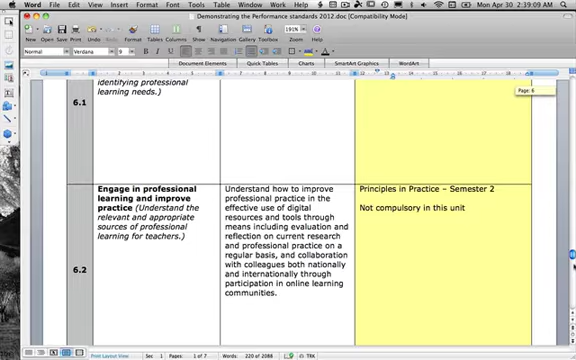 File Edit View Insert Format Font Tools Table Window Help
Mon Apr 30 2:39:09 AM
Demonstrating the Performance standards 2012.doc [Compatibility Mode]
191%
New Open Save Print Undo Redo Format Tables Columns Show Navigation Gallery Toolbox Zoom Help
Normal Verdana 9
Document Elements Quick Tables Charts SmartArt Graphics WordArt
Page: 6
identifying professional
learning needs.)
6.1
Engage in professional
learning and improve
practice (Understand the
relevant and appropriate
sources of professional
learning for teachers.)
6.2
Understand how to improve
professional practice in the
effective use of digital
resources and tools through
means including evaluation and
reflection on current research
and professional practice on a
regular basis, and collaboration
with colleagues both nationally
and internationally through
participation in online learning
communities.
Principles in Practice – Semester 2
Not compulsory in this unit
Print Layout View Sec 1 Pages: 1 of 7 Words: 220 of 2088 TRK